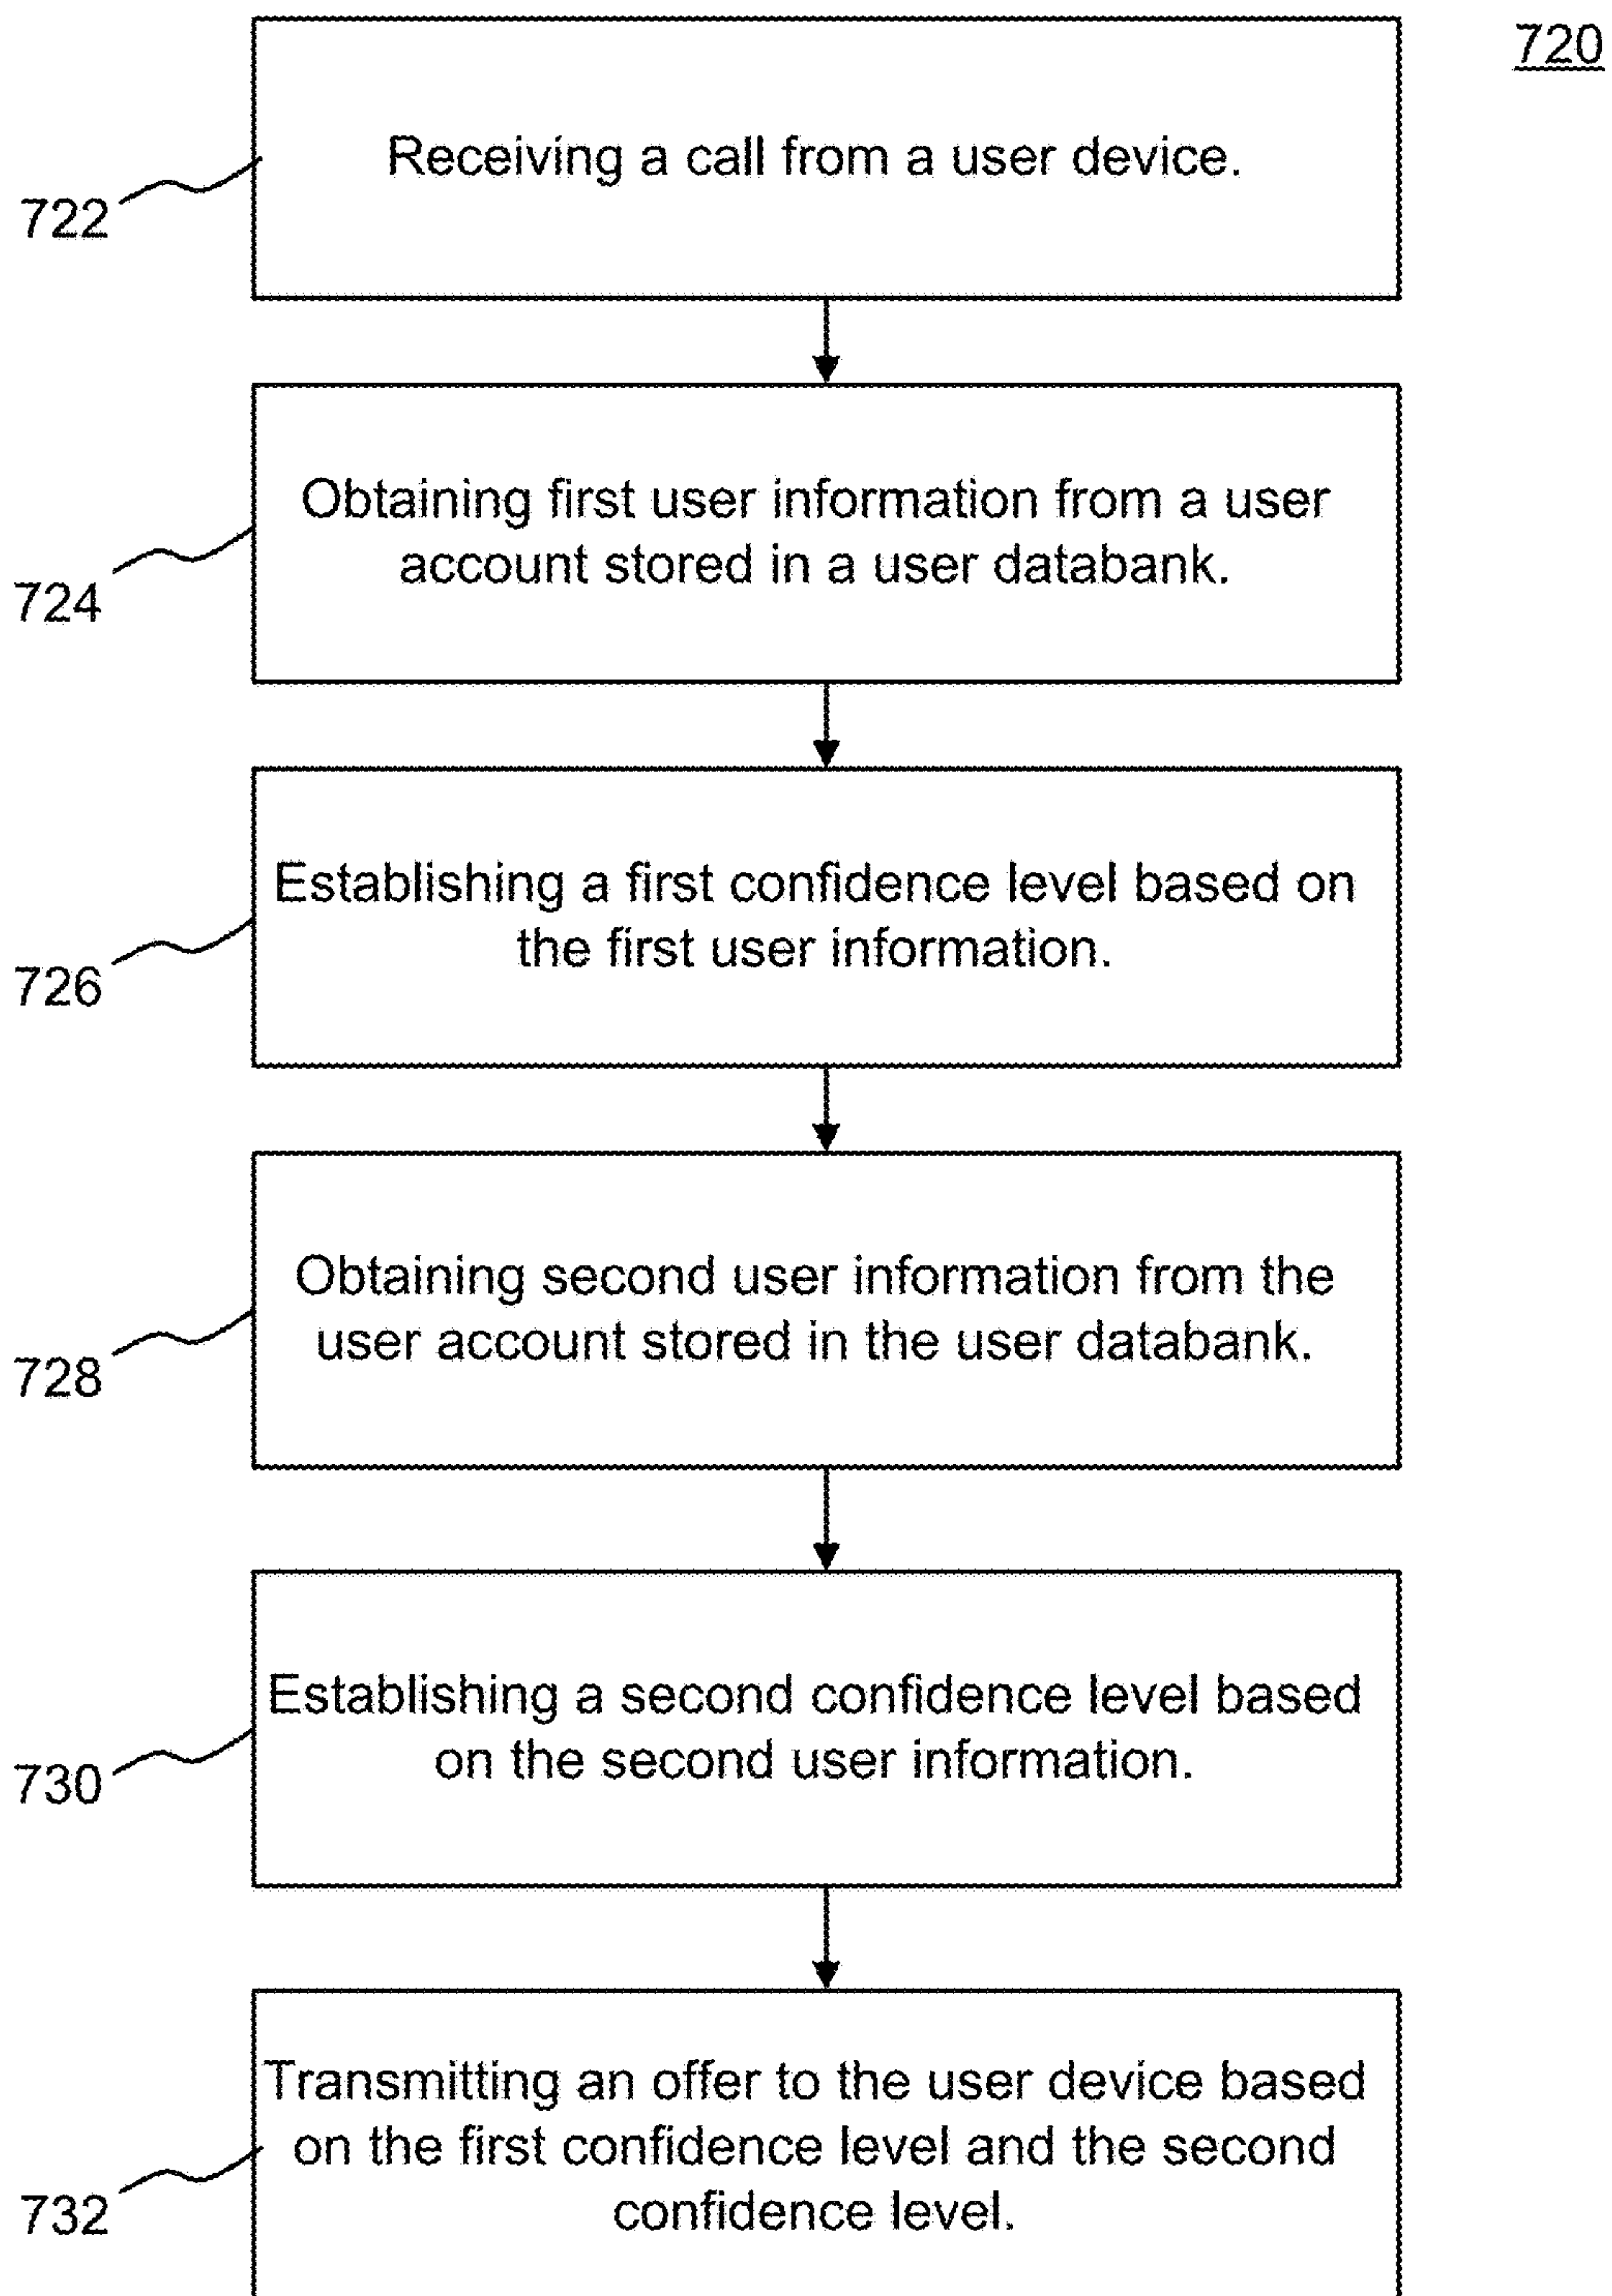 720
Receiving a call from a user device.
722
Obtaining first user information from a user
account stored in a user databank.
724
Establishing a first confidence level based on
the first user information.
726
Obtaining second user information from the
user account stored in the user databank.
728
Establishing a second confidence level based
on the second user information.
730
Transmitting an offer to the user device based
on the first confidence level and the second
confidence level.
732